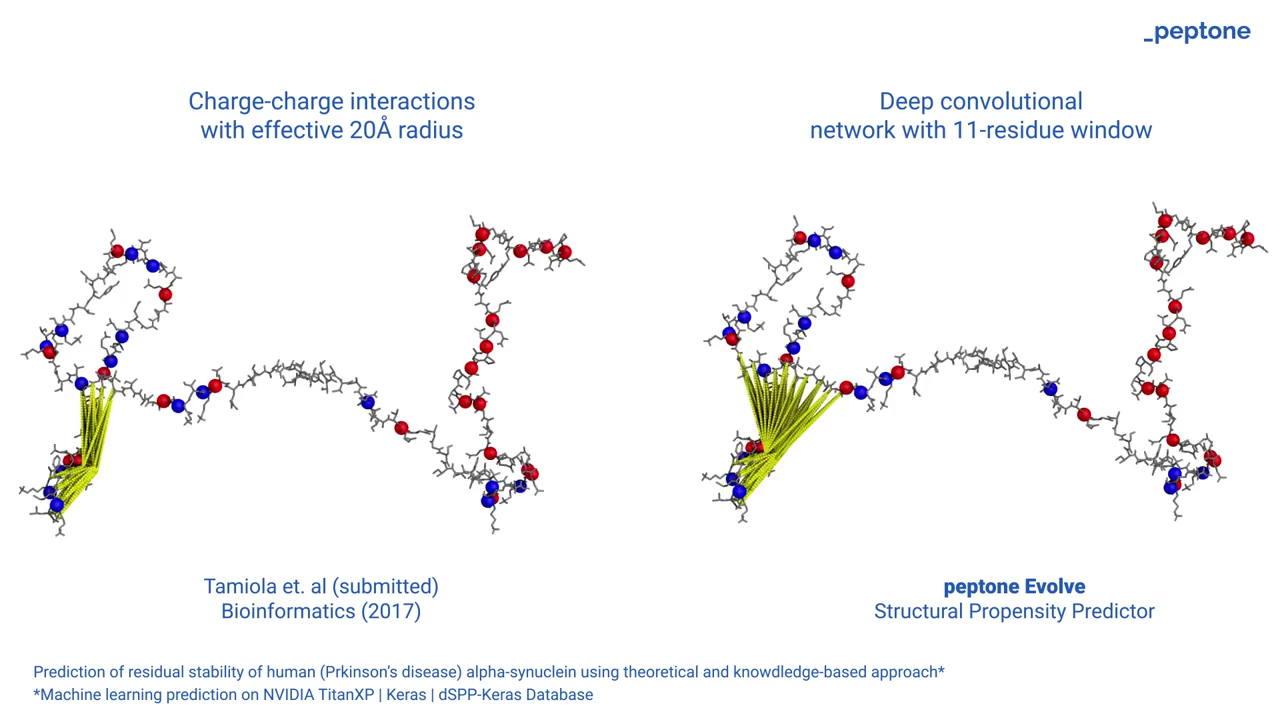 _peptone
Charge-charge interactions
with effective 20Å radius
Deep convolutional
network with 11-residue window
Tamiola et. al (submitted)
Bioinformatics (2017)
peptone Evolve
Structural Propensity Predictor
Prediction of residual stability of human (Prkinson's disease) alpha-synuclein using theoretical and knowldedge-based approach*
*Machine learning prediction on NVIDIA TitanXP | Keras | dSPP-Keras Database